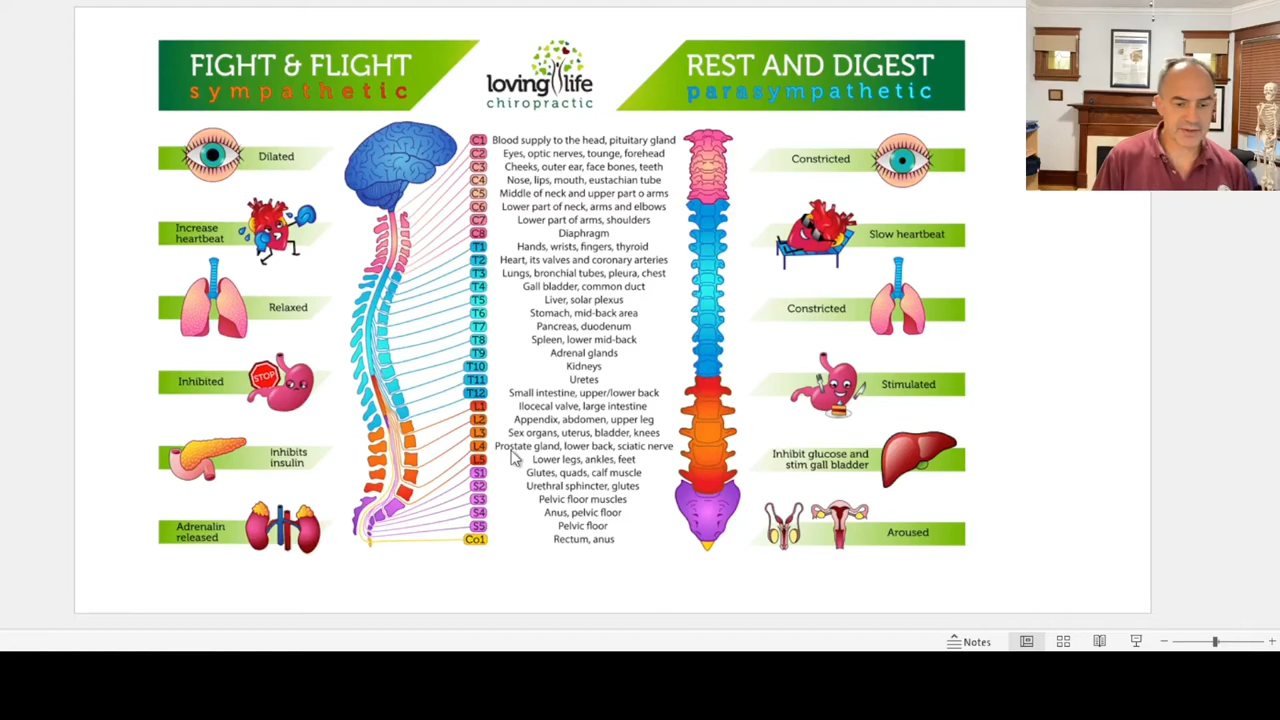 FIGHT & FLIGHT
sympathetic
loving life
chiropractic
REST AND DIGEST
parasympathetic
Dilated
Increase
heartbeat
Relaxed
Inhibited
STOP
Inhibits
insulin
Adrenalin
released
C1 Blood supply to the head, pituitary gland
C2 Eyes, optic nerves, tounge, forehead
C3 Cheeks, outer ear, face bones, teeth
C4 Nose, lips, mouth, eustachian tube
C5 Middle of neck and upper part o arms
C6 Lower part of neck, arms and elbows
C7 Lower part of arms, shoulders
C8 Diaphragm
T1 Hands, wrists, fingers, thyroid
T2 Heart, its valves and coronary arteries
T3 Lungs, bronchial tubes, pleura, chest
T4 Gall bladder, common duct
T5 Liver, solar plexus
T6 Stomach, mid-back area
T7 Pancreas, duodenum
T8 Spleen, lower mid-back
T9 Adrenal glands
T10 Kidneys
T11 Uretes
T12 Small intestine, upper/lower back
L1 Ilocecal valve, large intestine
L2 Appendix, abdomen, upper leg
L3 Sex organs, uterus, bladder, knees
L4 Prostate gland, lower back, sciatic nerve
L5 Lower legs, ankles, feet
S1 Glutes, quads, calf muscle
S2 Urethral sphincter, glutes
S3 Pelvic floor muscles
S4 Anus, pelvic floor
S5 Pelvic floor
Co1 Rectum, anus
Constricted
Slow heartbeat
Constricted
Stimulated
Inhibit glucose and
stim gall bladder
Aroused
Notes